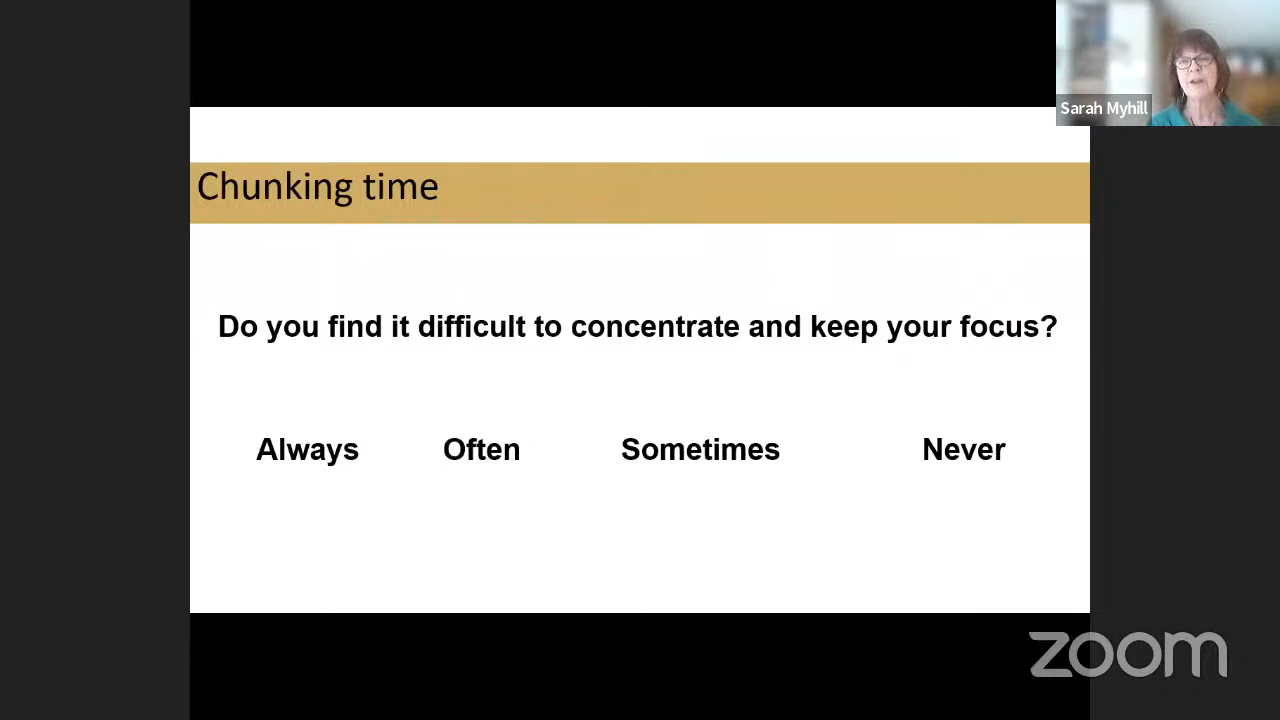 Sarah Myhill
Chunking time
Do you find it difficult to concentrate and keep your focus?
Always Often Sometimes Never
zoom